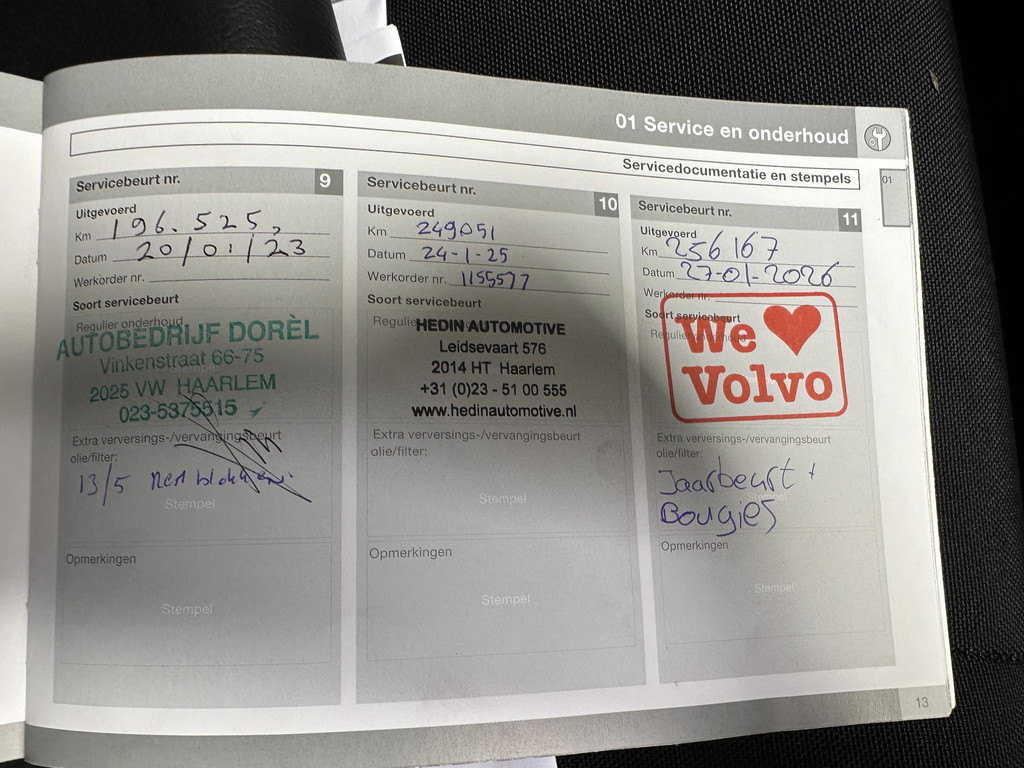 01 Service en onderhoud
Servicedocumentatie en stempels
01
Servicebeurt nr. 9
Uitgevoerd
Km 196.525,
Datum 20/01/23
Werkorder nr.
Soort servicebeurt
Regulier onderhoud
AUTOBEDRIJF DORÈL
Vinkenstraat 66-75
2025 VW HAARLEM
023-5375515
Extra verversings-/vervangingsbeurt
olie/filter:
13/5
Stempel
Opmerkingen
Stempel
Servicebeurt nr. 10
Uitgevoerd
Km 249051
Datum 24-1-25
Werkorder nr. 1155577
Soort servicebeurt
Regulie
HEDIN AUTOMOTIVE
Leidsevaart 576
2014 HT Haarlem
+31 (0)23 - 51 00 555
www.hedinautomotive.nl
Extra verversings-/vervangingsbeurt
olie/filter:
Stempel
Opmerkingen
Stempel
Servicebeurt nr. 11
Uitgevoerd
Km 256167
Datum 27-01-2026
Werkorder nr.
Soort servicebeurt
Regulier onderhoud
We ♥
Volvo
Extra verversings-/vervangingsbeurt
olie/filter:
Jaarbeurt +
Bougies
Stempel
Opmerkingen
Stempel
13